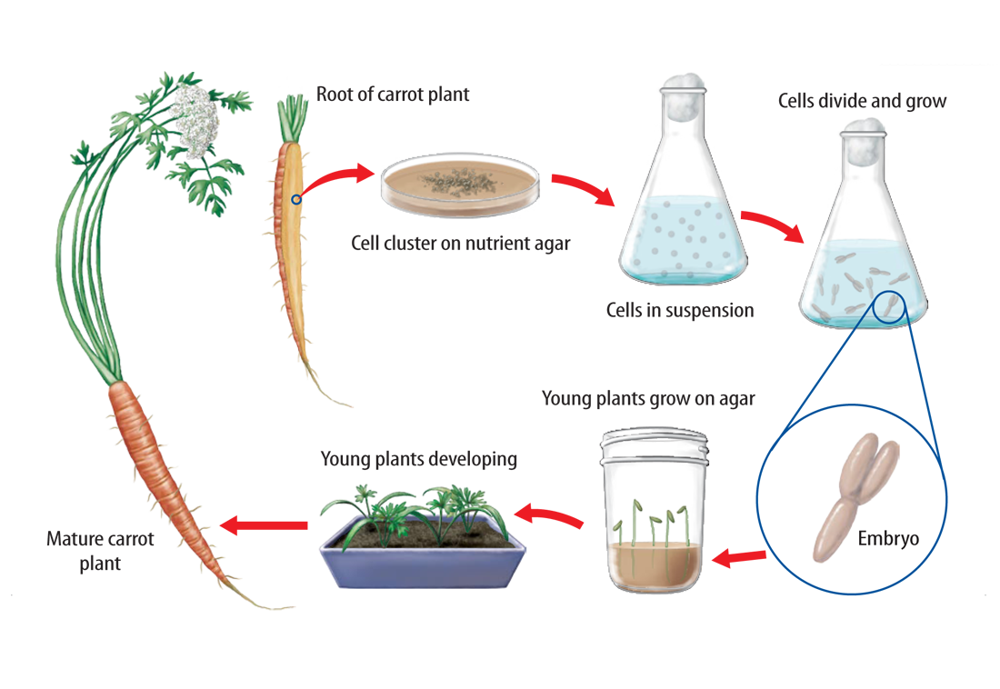 Root of carrot plant
Cells divide and grow
Cell cluster on nutrient agar
Cells in suspension
Young plants grow on agar
Young plants developing
Mature carrot
plant
Embryo